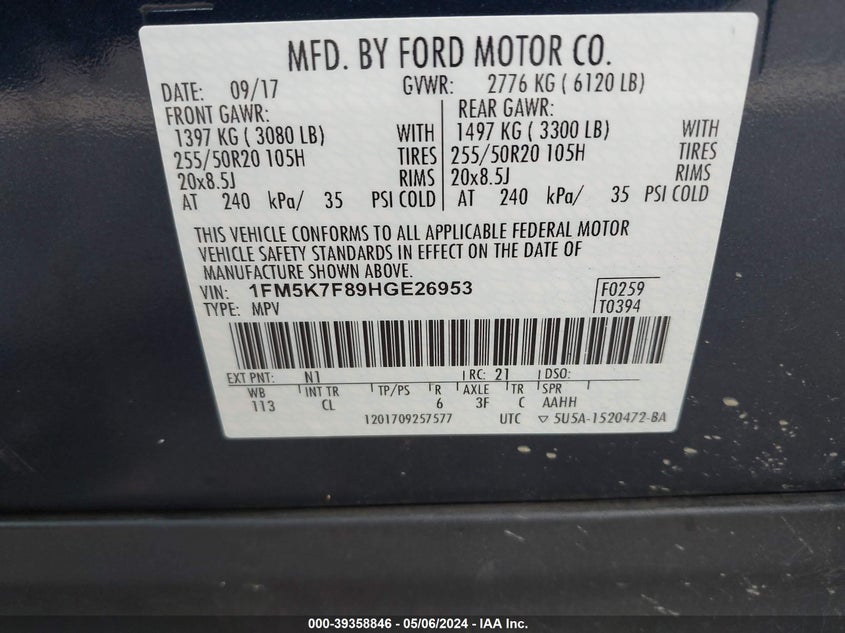 MFD. BY FORD MOTOR CO.
DATE: 09/17 GVWR: 2776 KG ( 6120 LB)
FRONT GAWR: REAR GAWR:
1397 KG ( 3080 LB) WITH 1497 KG ( 3300 LB) WITH
255/50R20 105H TIRES 255/50R20 105H TIRES
20x8.5J RIMS 20x8.5J RIMS
AT 240 kPa/ 35 PSI COLD AT 240 kPa/ 35 PSI COLD
THIS VEHICLE CONFORMS TO ALL APPLICABLE FEDERAL MOTOR
VEHICLE SAFETY STANDARDS IN EFFECT ON THE DATE OF
MANUFACTURE SHOWN ABOVE.
VIN: 1FM5K7F89HGE26953 F0259
TYPE: MPV T0394
EXT PNT: N1 RC: 21 DSO:
WB INT TR TP/PS R AXLE TR SPR
113 CL 6 3F C AAHH
1201709257577 UTC ▽ 5U5A-1520472-BA
000-39358846 - 05/06/2024 - IAA Inc.